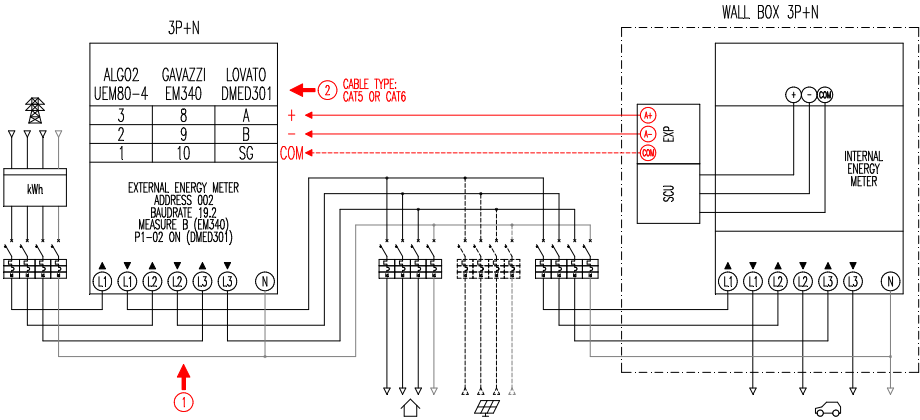 WALL BOX 3P+N
3P+N
ALGO2 GAVAZZI LOVATO
UEM80-4 EM340 DMED301
2 CABLE TYPE:
CAT5 OR CAT6
3 8 A +
2 9 B -
1 10 SG COM
A+
A-
COM
EXP
SCU
+ - COM
INTERNAL
ENERGY
METER
kWh
EXTERNAL ENERGY METER
ADDRESS 002
BAUDRATE 19.2
MEASURE B (EM340)
P1-02 ON (DMED301)
L1 L1 L2 L2 L3 L3 N
L1 L1 L2 L2 L3 L3 N
1